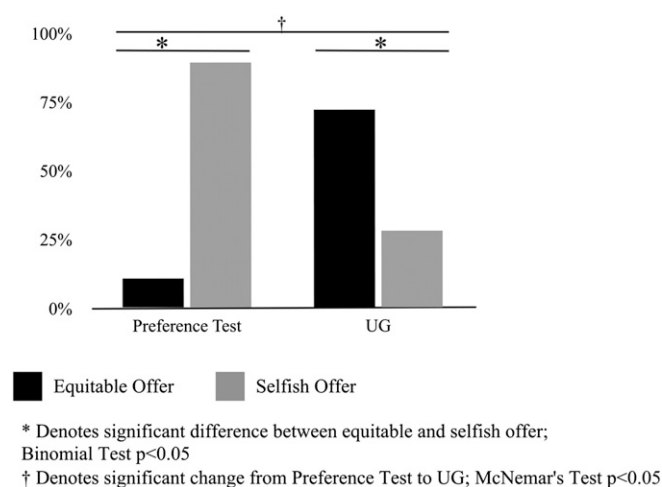 †
100%
* *
75%
50%
25%
0%
Preference Test UG
Equitable Offer Selfish Offer
* Denotes significant difference between equitable and selfish offer;
Binomial Test p<0.05
† Denotes significant change from Preference Test to UG; McNemar's Test p<0.05